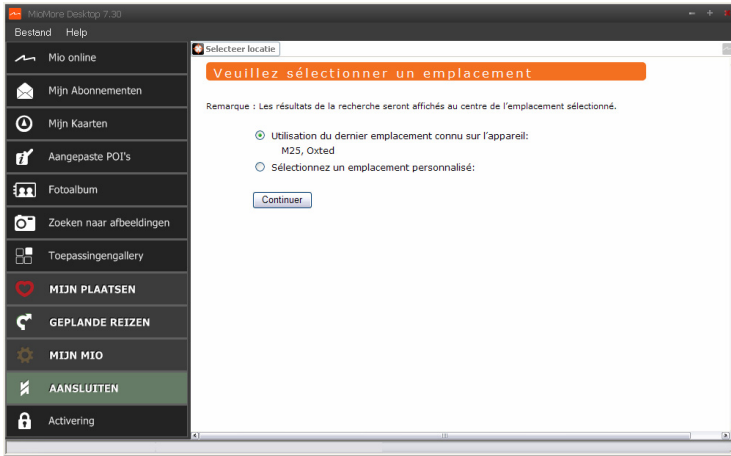 MioMore Desktop 7.30
Bestand Help
Mio online
Mijn Abonnementen
Mijn Kaarten
Aangepaste POI's
Fotoalbum
Zoeken naar afbeeldingen
Toepassingengallery
MIJN PLAATSEN
GEPLANDE REIZEN
MIJN MIO
AANSLUITEN
Activering
Selecteer locatie
Veuillez sélectionner un emplacement
Remarque : Les résultats de la recherche seront affichés au centre de l'emplacement sélectionné.
Utilisation du dernier emplacement connu sur l'appareil:
M25, Oxted
Sélectionnez un emplacement personnalisé:
Continuer